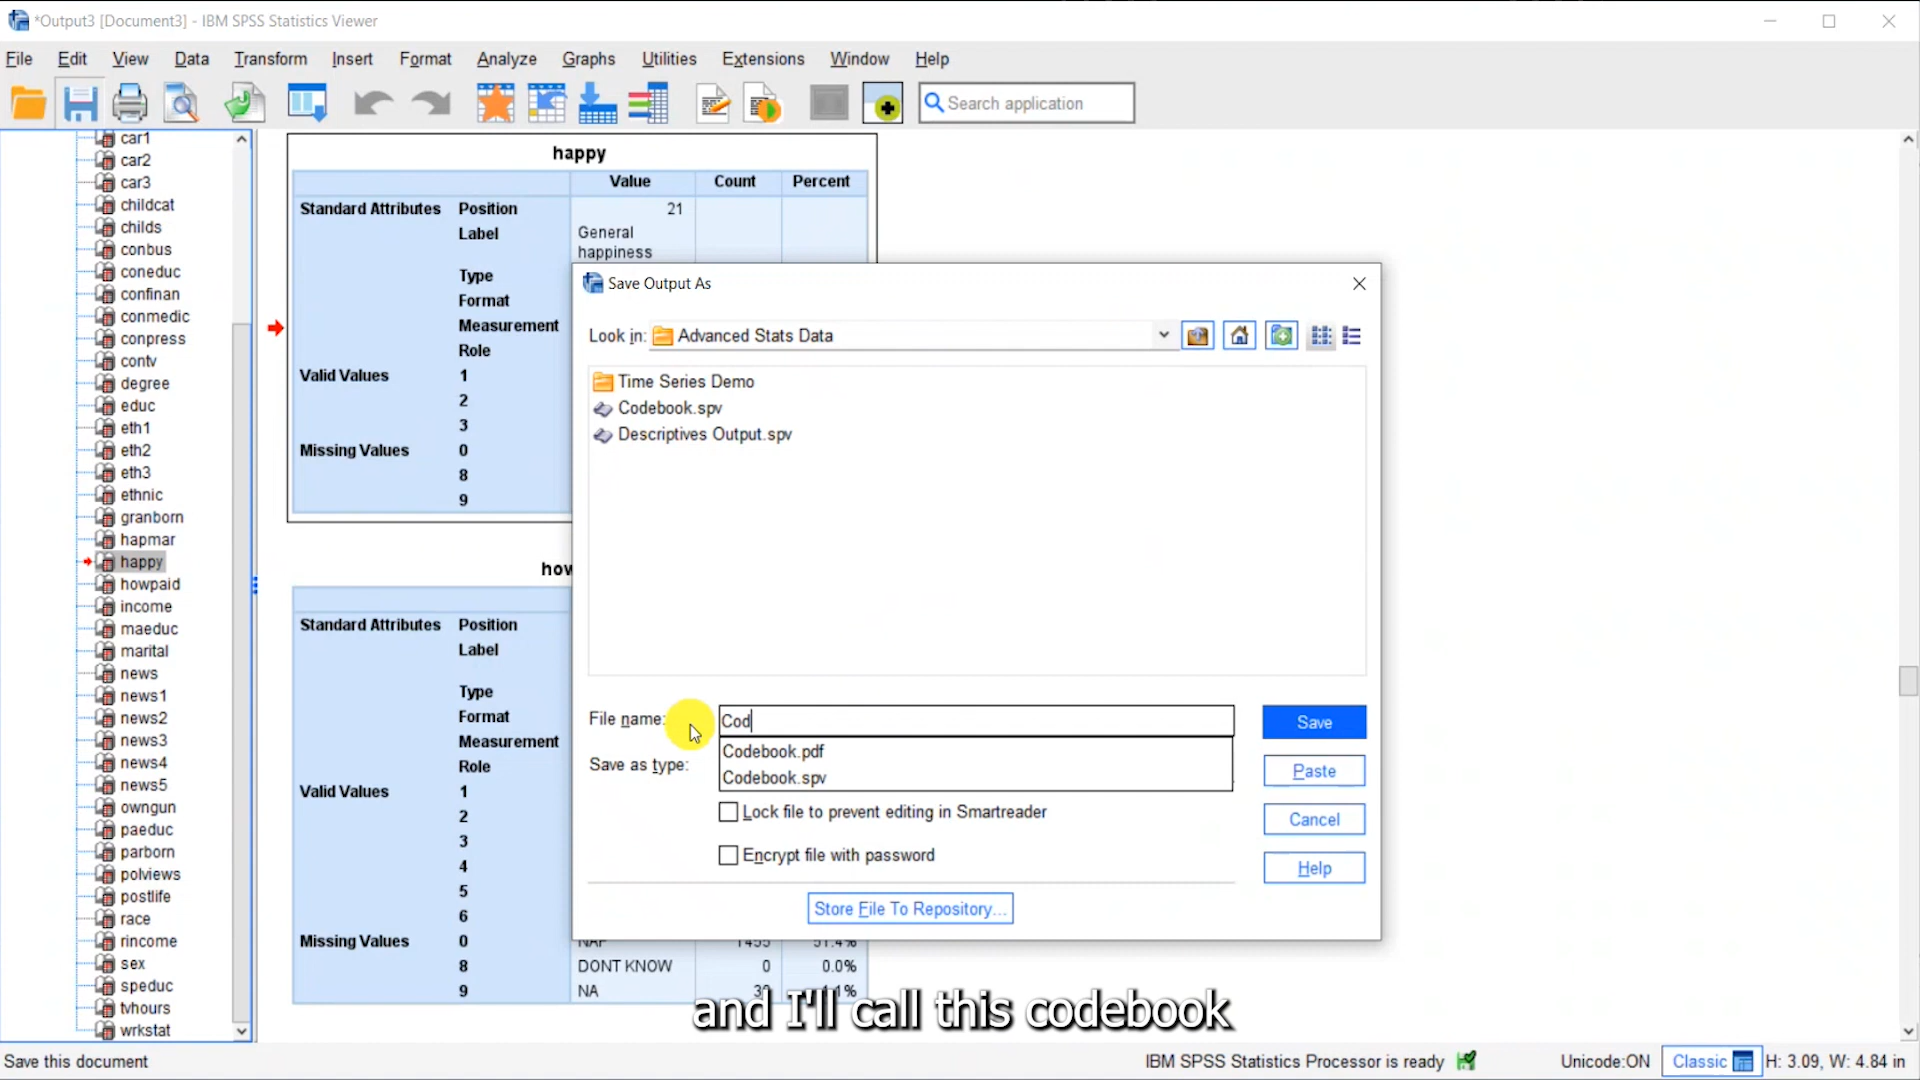 *Output3 [Document3] - IBM SPSS Statistics Viewer
File Edit View Data Transform Insert Format Analyze Graphs Utilities Extensions Window Help
Search application
car1
car2
car3
childcat
childs
conbus
coneduc
confinan
conmedic
conpress
contv
degree
educ
eth1
eth2
eth3
ethnic
granborn
hapmar
happy
howpaid
income
maeduc
marital
news
news1
news2
news3
news4
news5
owngun
paeduc
parborn
polviews
postlife
race
rincome
sex
speduc
tvhours
wrkstat
happy
Value Count Percent
Standard Attributes Position 21
Label General
happiness
Type
Format
Measurement
Role
Valid Values 1
2
3
Missing Values 0
8
9
how
Standard Attributes Position
Label
Type
Format
Measurement
Role
Valid Values 1
2
3
4
5
6
Missing Values 0 NAP 1455 51.4%
8 DONT KNOW 0 0.0%
9 NA
Save Output As
Look in: Advanced Stats Data
Time Series Demo
Codebook.spv
Descriptives Output.spv
File name: Cod
Codebook.pdf
Codebook.spv
Save as type:
Lock file to prevent editing in Smartreader
Encrypt file with password
Store File To Repository...
Save
Paste
Cancel
Help
and I'll call this codebook
Save this document
IBM SPSS Statistics Processor is ready
Unicode:ON
Classic
H: 3.09, W: 4.84 in